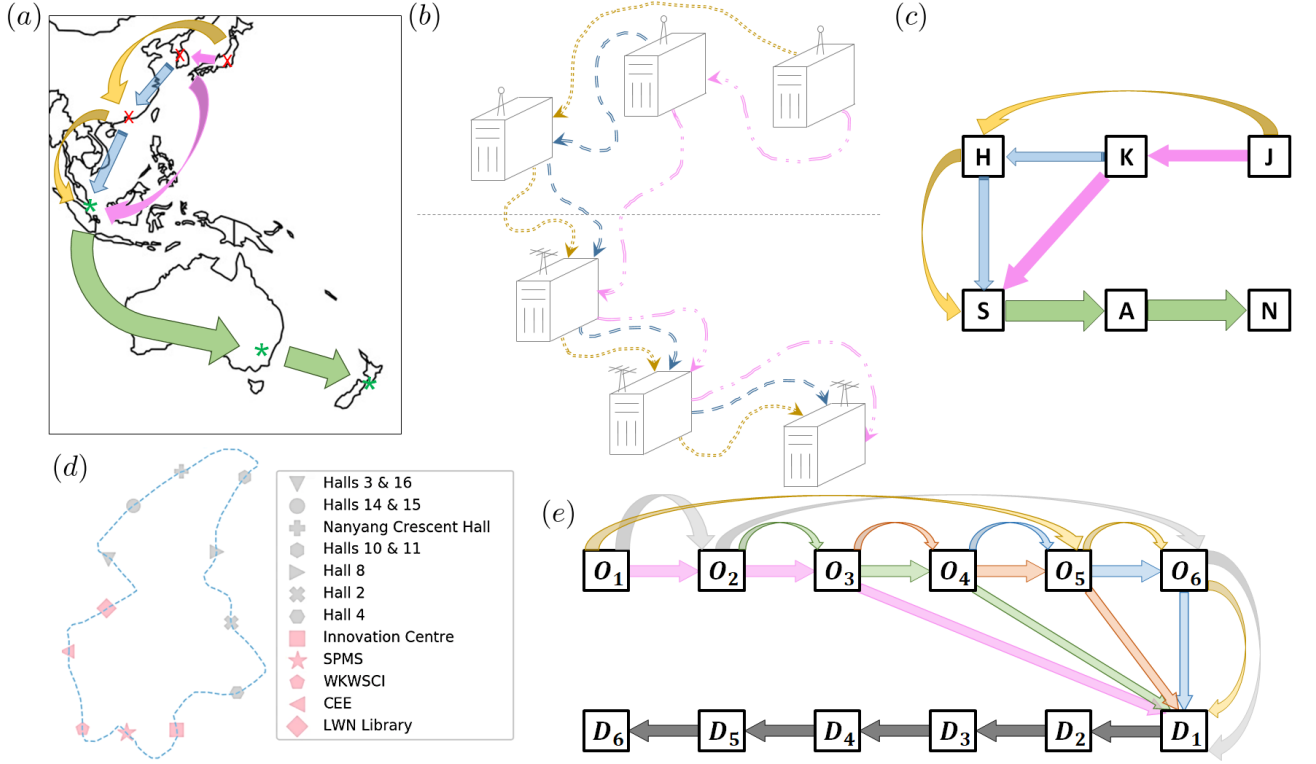 (a)
X
X
X
*
*
*
(b)
(c)
H
K
J
S
A
N
(d)
Halls 3 & 16
Halls 14 & 15
Nanyang Crescent Hall
Halls 10 & 11
Hall 8
Hall 2
Hall 4
Innovation Centre
SPMS
WKWSCI
CEE
LWN Library
(e)
O₁ O₂ O₃ O₄ O₅ O₆
D₆ D₅ D₄ D₃ D₂ D₁